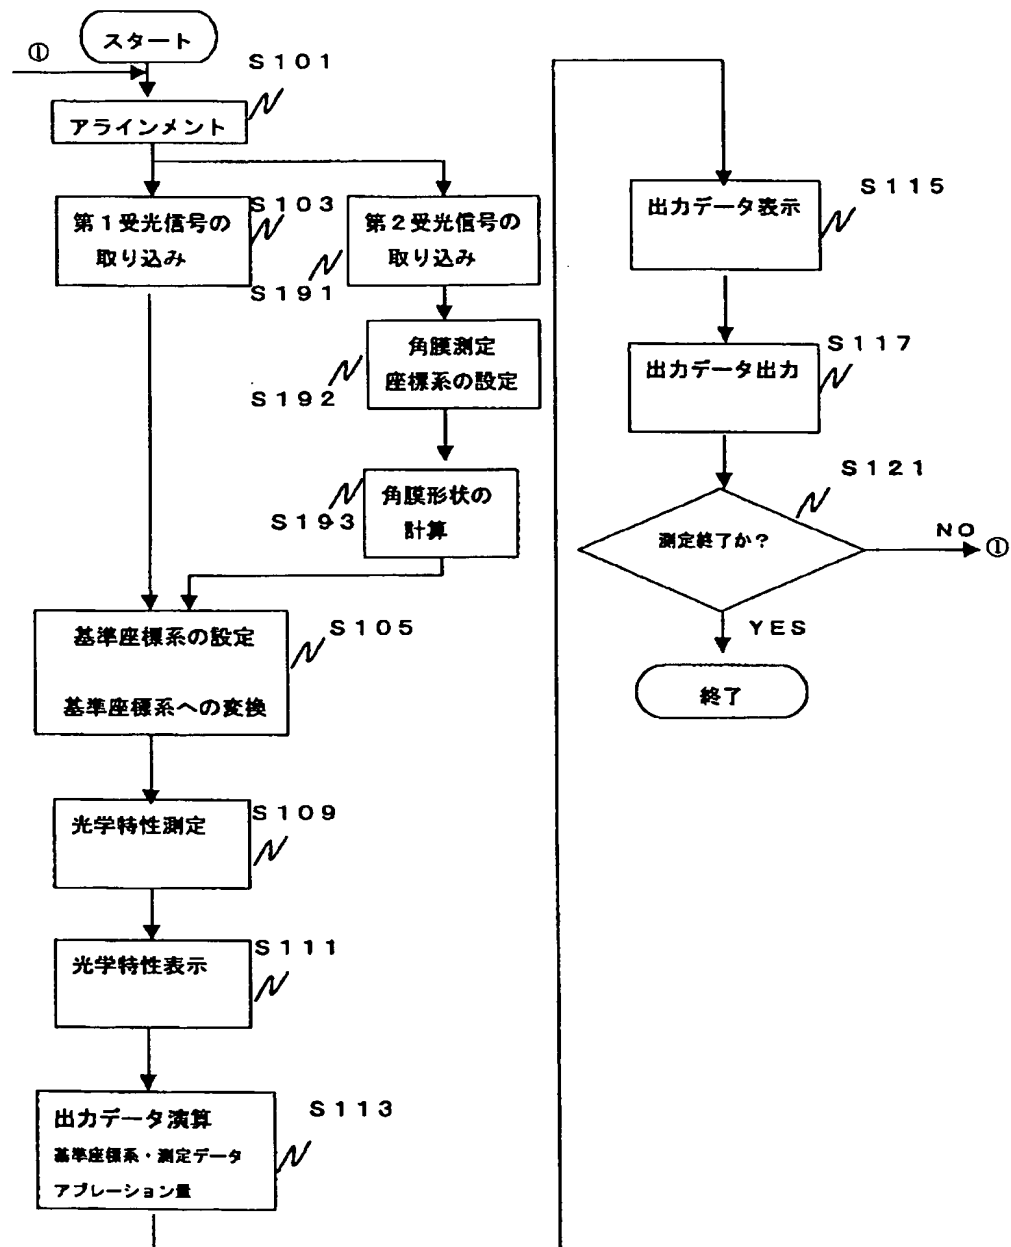 スタート
①
S101
アラインメント
S103
第1受光信号の
取り込み
第2受光信号の
取り込み
S191
角膜測定
座標系の設定
S192
角膜形状の
計算
S193
基準座標系の設定
基準座標系への変換
S105
光学特性測定
S109
光学特性表示
S111
出力データ演算
基準座標系・測定データ
アブレーション量
S113
出力データ表示
S115
出力データ出力
S117
測定終了か?
S121
NO
①
YES
終了